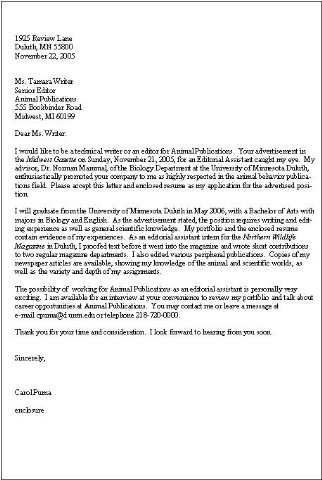 1925 Review Lane
Duluth, MN 55800
November 22, 2005
Ms. Tamara Writer
Senior Editor
Animal Publications
555 Bookbinder Road
Midwest, MI 60199
Dear Ms. Writer:
I would like to be a technical writer or an editor for Animal Publications. Your advertisement in
the Midwest Gazette on Sunday, November 21, 2005, for an Editorial Assistant caught my eye. My
advisor, Dr. Norman Mammal, of the Biology Department at the University of Minnesota Duluth,
enthusiastically promoted your company to me as highly respected in the animal behavior publica-
tions field. Please accept this letter and enclosed resume as my application for the advertised posi-
tion.
I will graduate from the University of Minnesota Duluth in May 2006, with a Bachelor of Arts with
majors in Biology and English. As the advertisement stated, the position requires writing and edit-
ing experience as well as general scientific knowledge. My portfolio and the enclosed resume
contain evidence of my experiences. As an editorial assistant intern for the Northern Wildlife
Magazine in Duluth, I proofed text before it went into the magazine and wrote short contributions
to two regular magazine departments. I also edited various peripheral publications. Copies of my
newspaper articles are available, showing my knowledge of the animal and scientific worlds, as
well as the variety and depth of my assignments.
The possibility of working for Animal Publications as an editorial assistant is personally very
exciting. I am available for an interview at your convenience to review my portfolio and talk about
career opportunities at Animal Publications. You may contact me or leave a message at
e-mail cpuma@d.umn.edu or telephone 218-720-0000.
Thank you for your time and consideration. I look forward to hearing from you soon.
Sincerely,
Carol Puma
enclosure